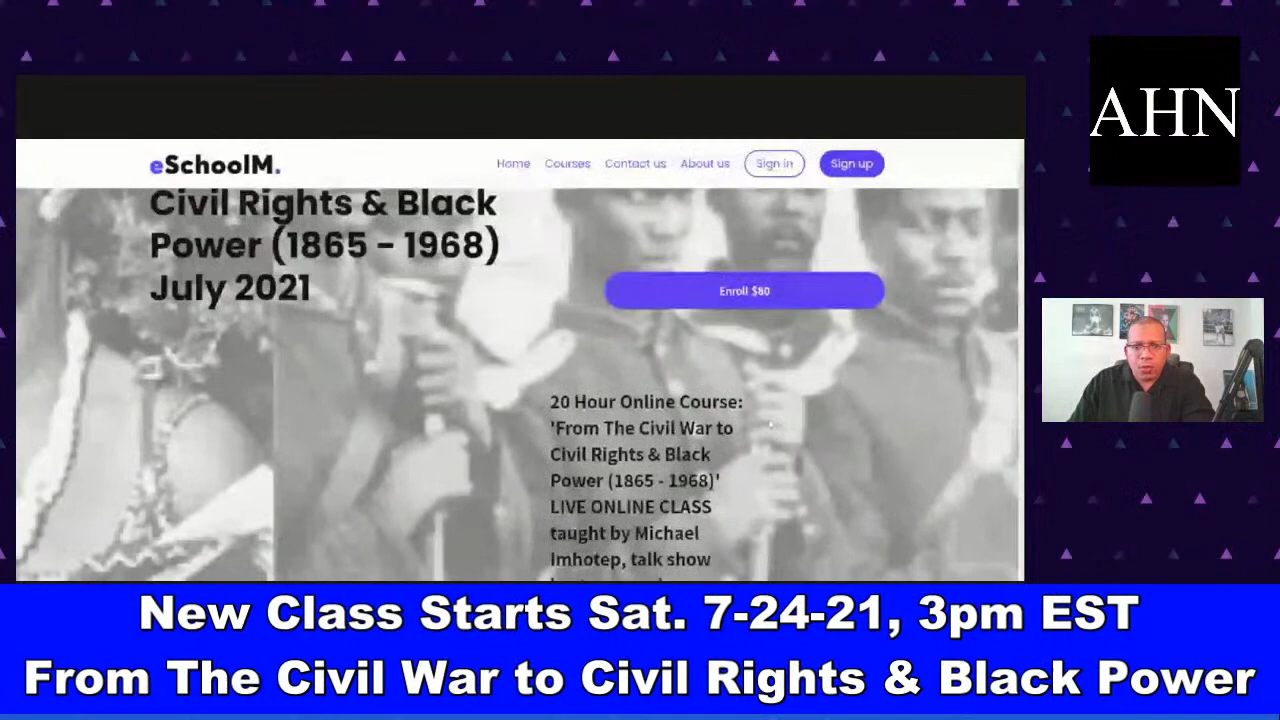 AHN
eSchoolM.
Home Courses Contact us About us Sign in Sign up
Civil Rights & Black
Power (1865 - 1968)
July 2021
Enroll $80
20 Hour Online Course:
'From The Civil War to
Civil Rights & Black
Power (1865 - 1968)'
LIVE ONLINE CLASS
taught by Michael
Imhotep, talk show
New Class Starts Sat. 7-24-21, 3pm EST
From The Civil War to Civil Rights & Black Power